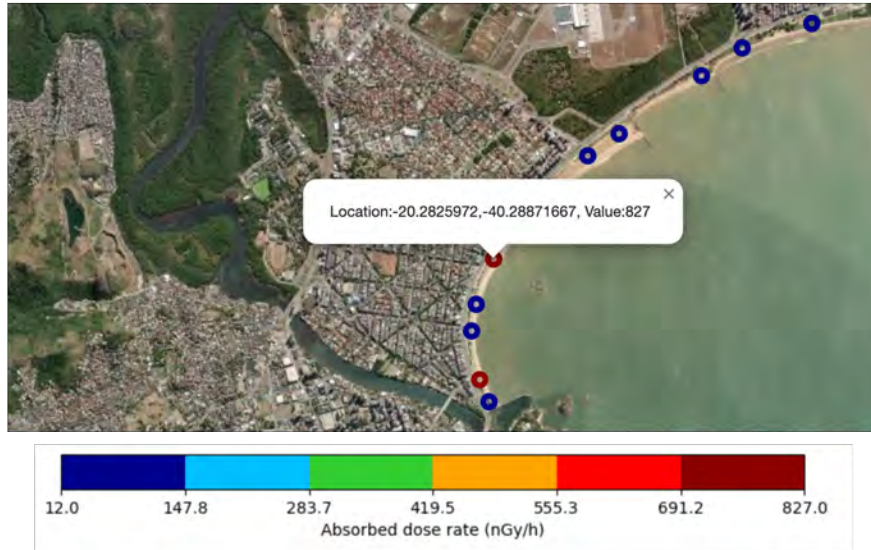 ×
Location:-20.2825972,-40.28871667, Value:827
12.0 147.8 283.7 419.5 555.3 691.2 827.0
Absorbed dose rate (nGy/h)